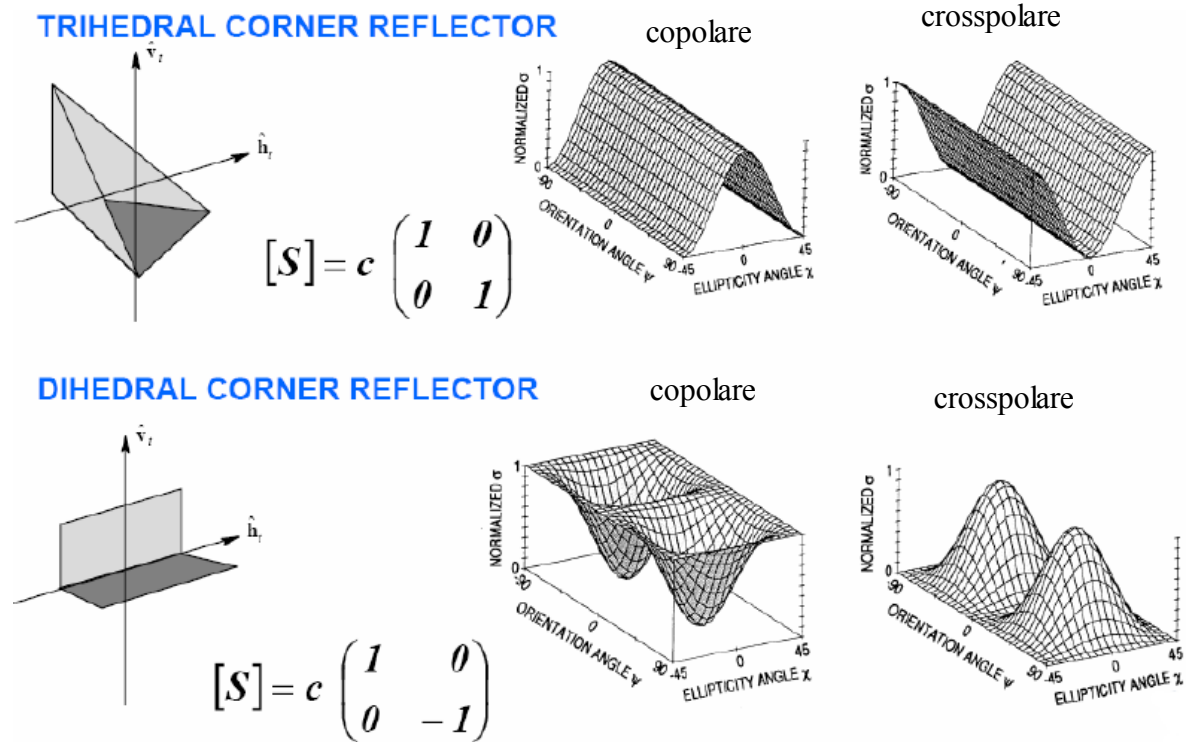 TRIHEDRAL CORNER REFLECTOR
copolare
crosspolare
v̂ₜ
ĥₜ
[S] = c (1 0
0 1)
NORMALIZED σ
1
0
-90
0
90
ORIENTATION ANGLE ψ
-45
0
45
ELLIPTICITY ANGLE χ
NORMALIZED σ
1
0
-90
0
90
ORIENTATION ANGLE ψ
-45
0
45
ELLIPTICITY ANGLE χ
DIHEDRAL CORNER REFLECTOR
copolare
crosspolare
v̂ₜ
ĥₜ
[S] = c (1 0
0 -1)
NORMALIZED σ
1
0
-90
0
90
ORIENTATION ANGLE ψ
-45
0
45
ELLIPTICITY ANGLE χ
NORMALIZED σ
1
0
-90
0
90
ORIENTATION ANGLE ψ
-45
0
45
ELLIPTICITY ANGLE χ